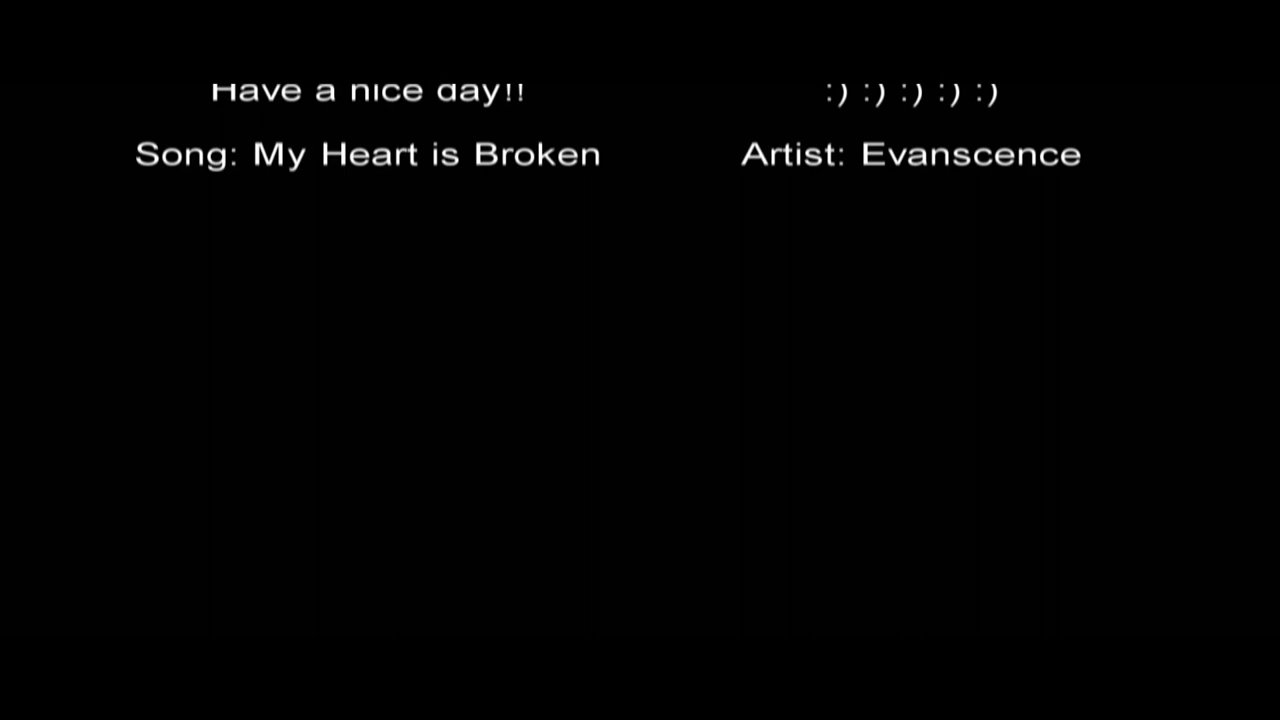 Have a nice day!! :) :) :) :) :)
Song: My Heart is Broken Artist: Evanscence